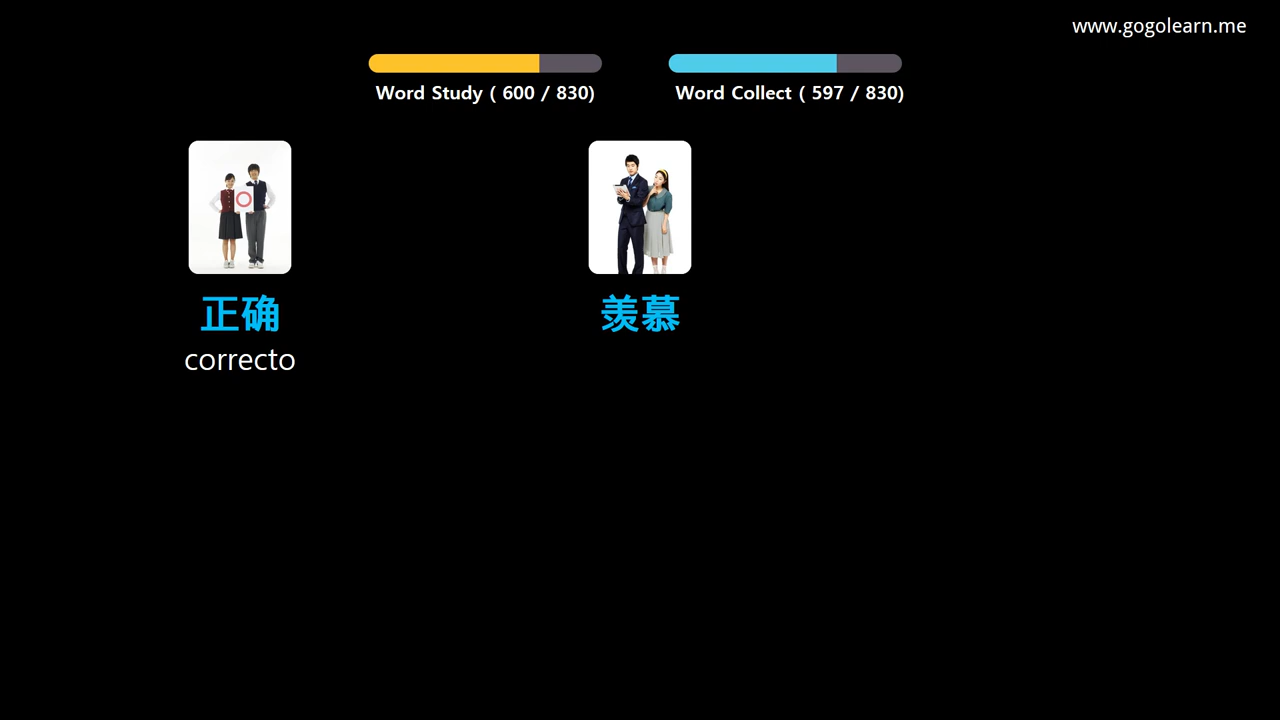 www.gogolearn.me
Word Study ( 600 / 830)
Word Collect ( 597 / 830)
正确
correcto
羡慕